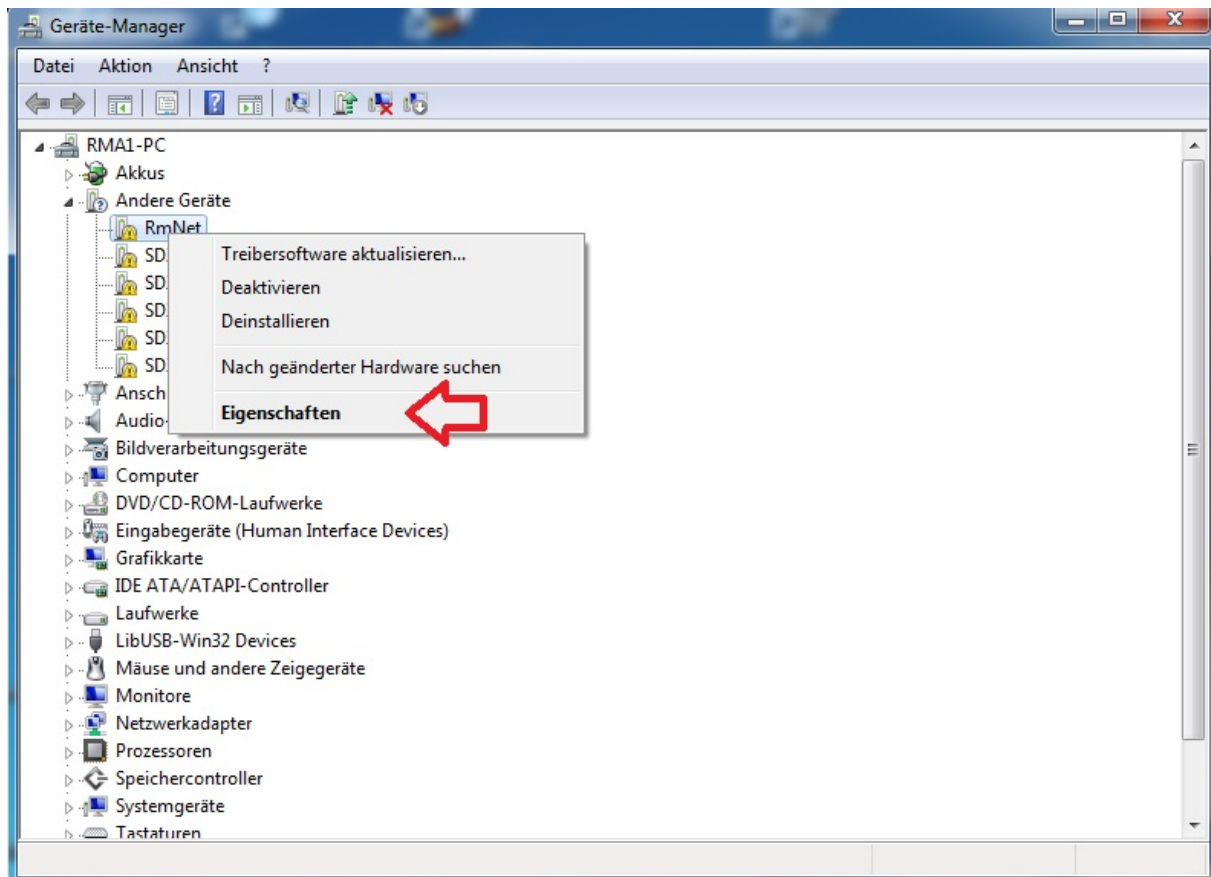 Geräte-Manager
Datei Aktion Ansicht ?
RMA1-PC
Akkus
Andere Geräte
RmNet
SD
SD
SD
SD
SD
Treibersoftware aktualisieren...
Deaktivieren
Deinstallieren
Nach geänderter Hardware suchen
Eigenschaften
Ansch
Audio-
Bildverarbeitungsgeräte
Computer
DVD/CD-ROM-Laufwerke
Eingabegeräte (Human Interface Devices)
Grafikkarte
IDE ATA/ATAPI-Controller
Laufwerke
LibUSB-Win32 Devices
Mäuse und andere Zeigegeräte
Monitore
Netzwerkadapter
Prozessoren
Speichercontroller
Systemgeräte
Tastaturen